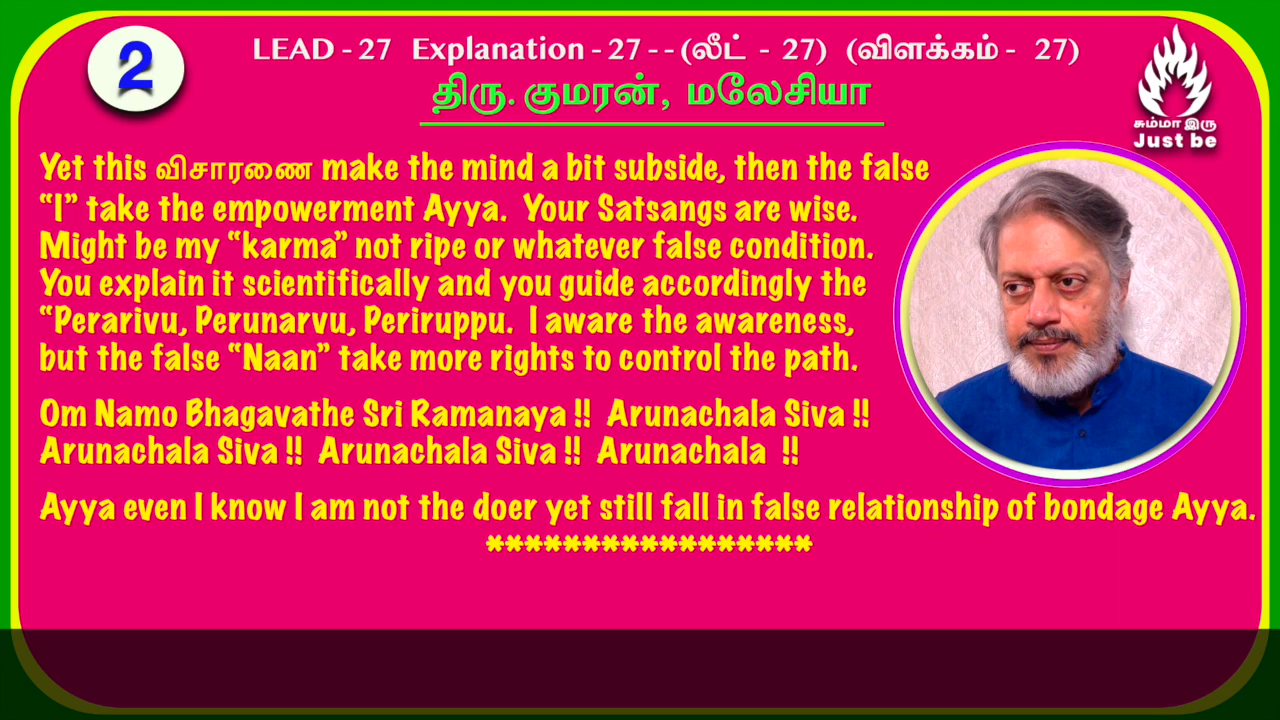 2
LEAD - 27 Explanation - 27 - - (லீட் - 27) (விளக்கம் - 27)
திரு. குமரன், மலேசியா
சும்மா இரு
Just be
Yet this விசாரணை make the mind a bit subside, then the false
“I” take the empowerment Ayya. Your Satsangs are wise.
Might be my “karma” not ripe or whatever false condition.
You explain it scientifically and you guide accordingly the
“Perarivu, Perunarvu, Periruppu. I aware the awareness,
but the false “Naan” take more rights to control the path.
Om Namo Bhagavathe Sri Ramanaya !! Arunachala Siva !!
Arunachala Siva !! Arunachala Siva !! Arunachala !!
Ayya even I know I am not the doer yet still fall in false relationship of bondage Ayya.
*****************